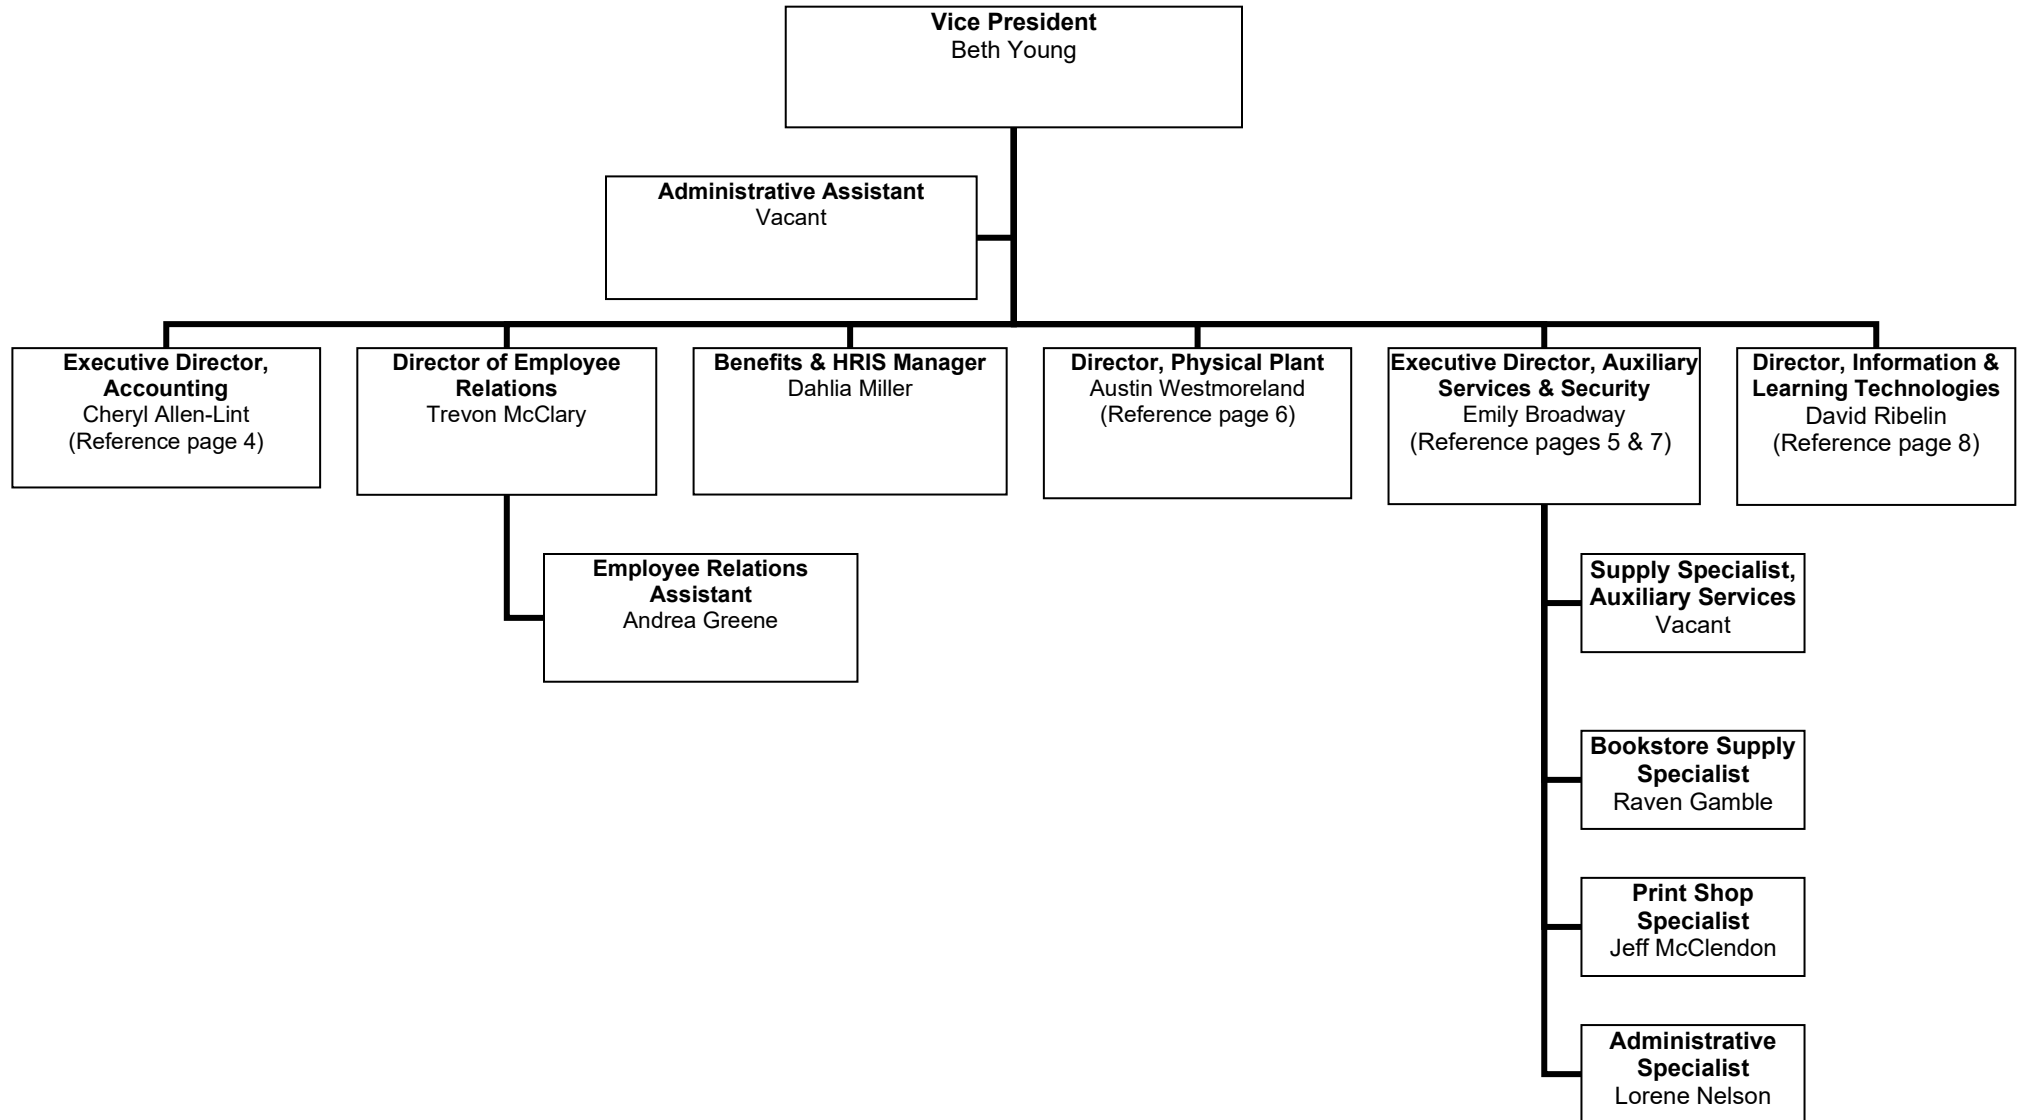 Vice President
Beth Young
Administrative Assistant
Vacant
Executive Director,
Accounting
Cheryl Allen-Lint
(Reference page 4)
Director of Employee
Relations
Trevon McClary
Benefits & HRIS Manager
Dahlia Miller
Director, Physical Plant
Austin Westmoreland
(Reference page 6)
Executive Director, Auxiliary
Services & Security
Emily Broadway
(Reference pages 5 & 7)
Director, Information &
Learning Technologies
David Ribelin
(Reference page 8)
Employee Relations
Assistant
Andrea Greene
Supply Specialist,
Auxiliary Services
Vacant
Bookstore Supply
Specialist
Raven Gamble
Print Shop
Specialist
Jeff McClendon
Administrative
Specialist
Lorene Nelson